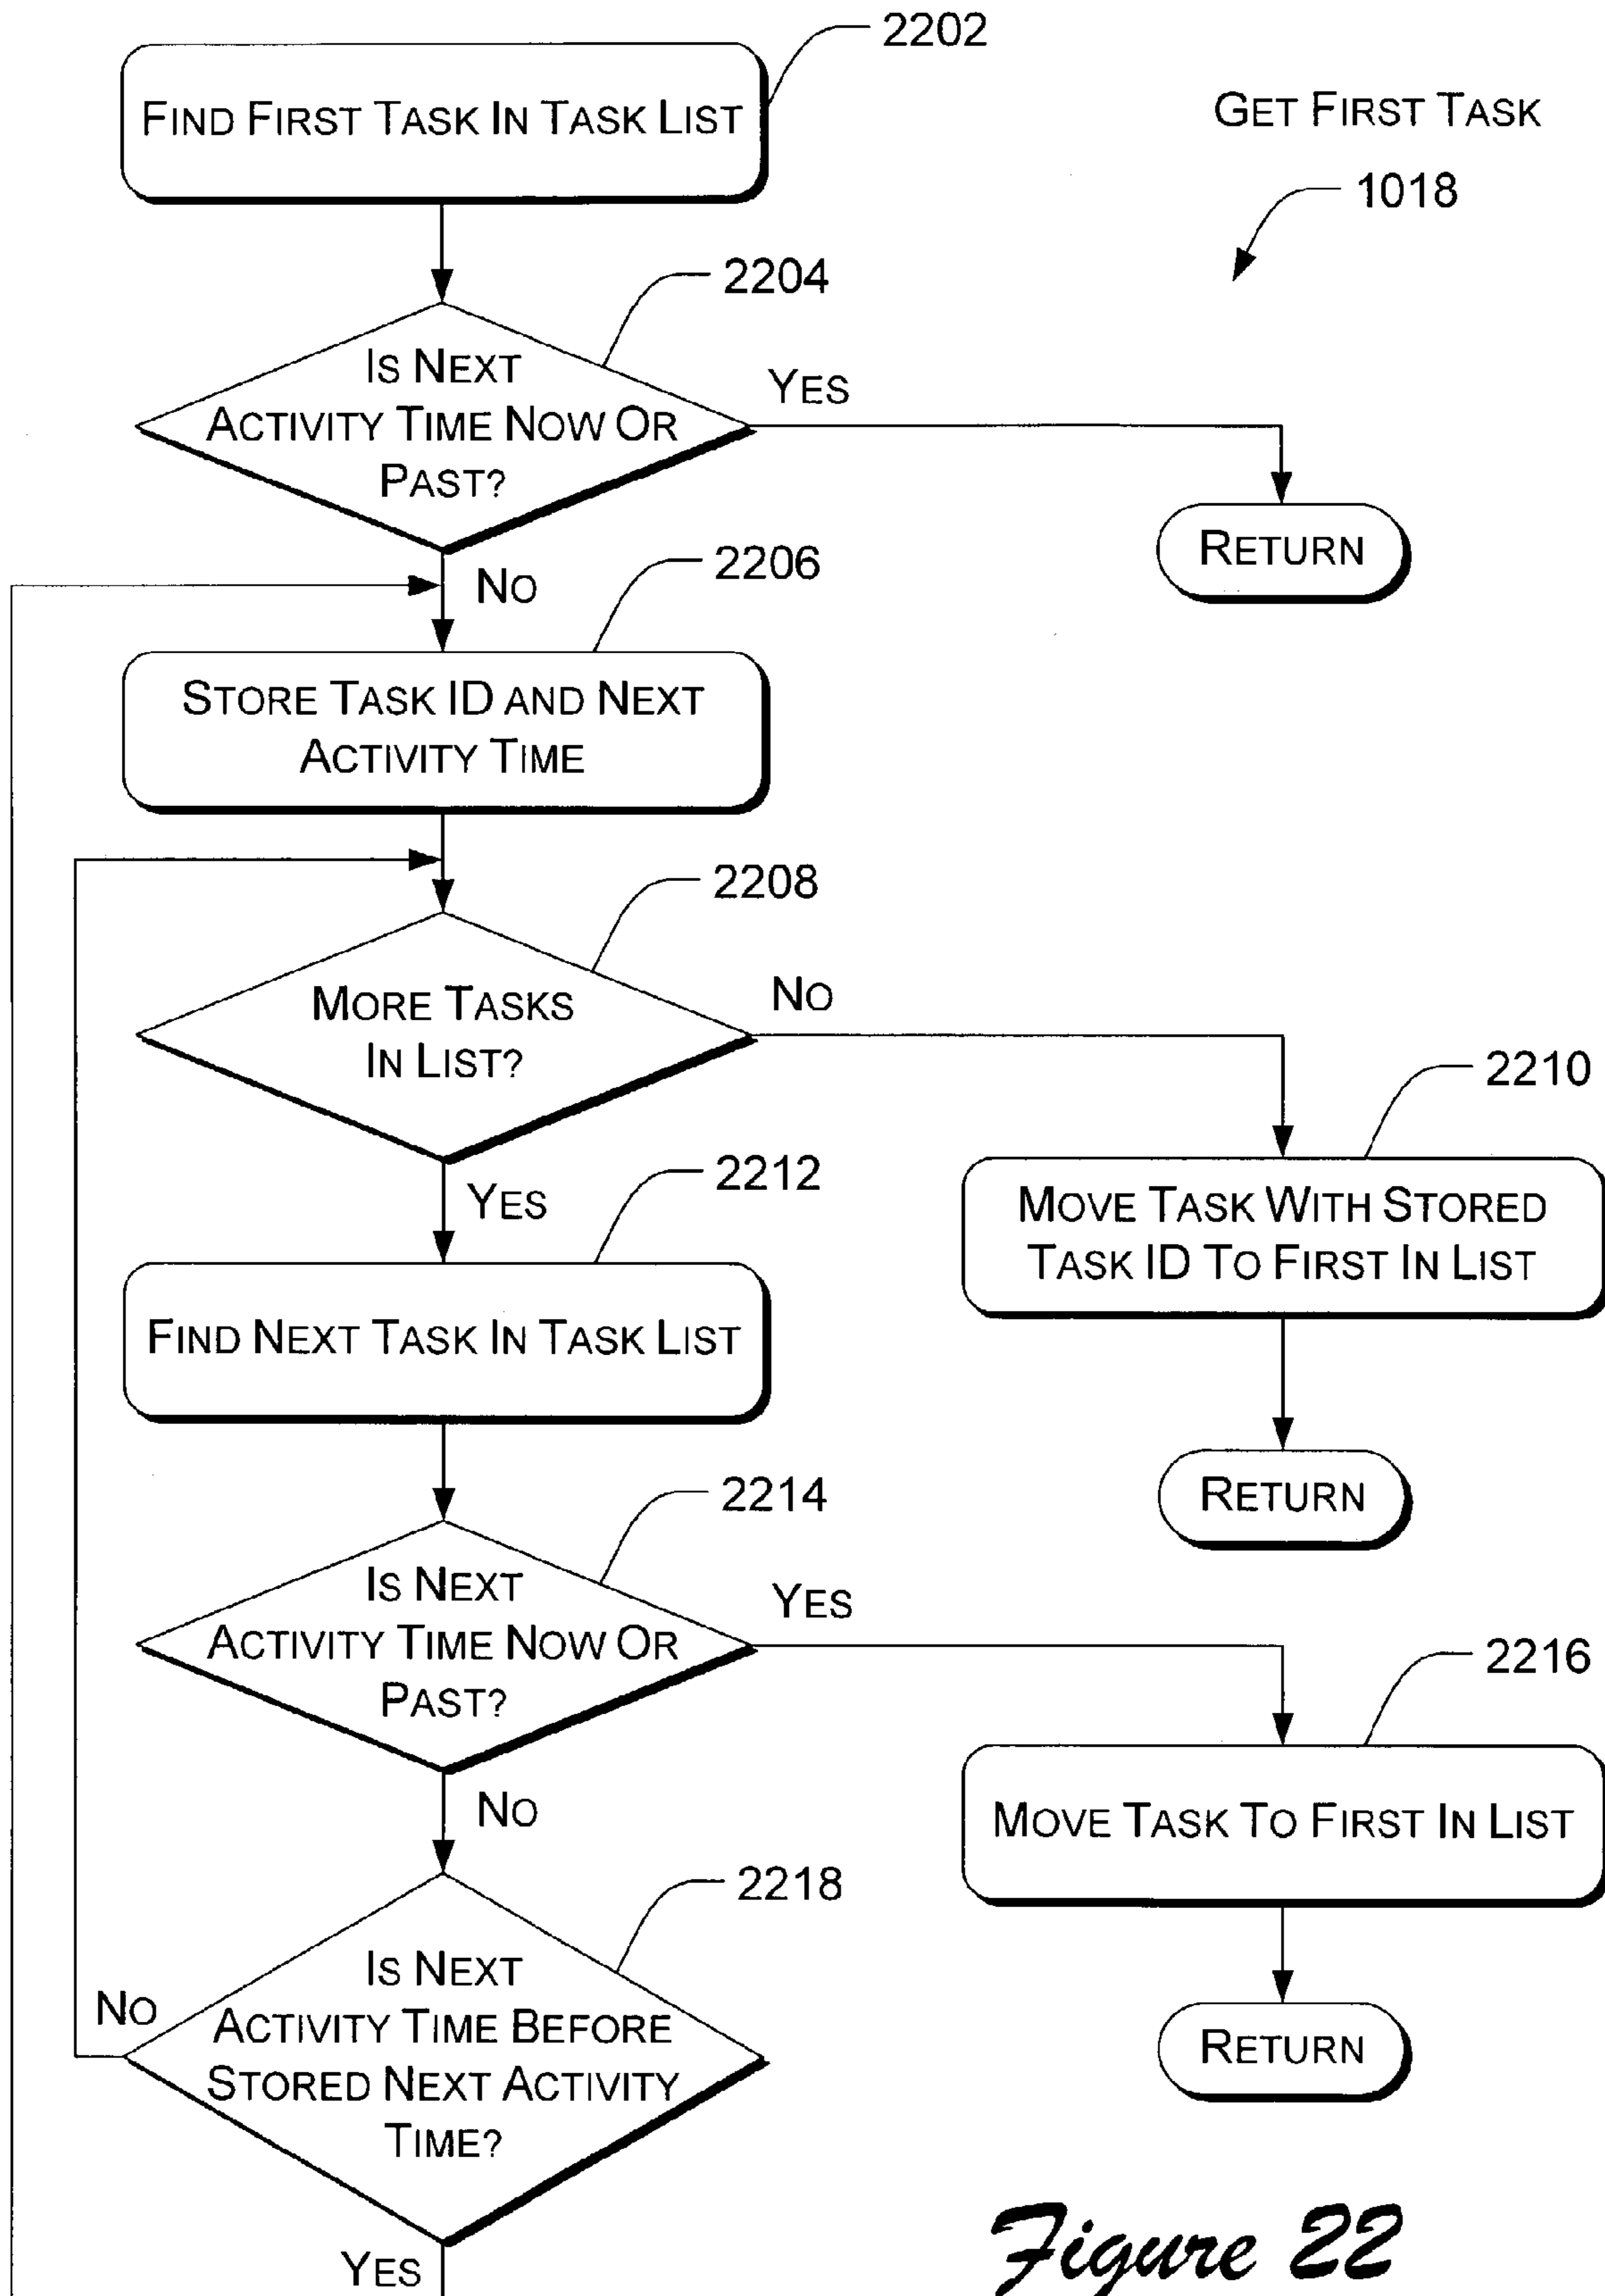 2202
FIND FIRST TASK IN TASK LIST
GET FIRST TASK
1018
2204
IS NEXT
ACTIVITY TIME NOW OR
PAST?
YES
RETURN
NO
2206
STORE TASK ID AND NEXT
ACTIVITY TIME
2208
MORE TASKS
IN LIST?
NO
2210
MOVE TASK WITH STORED
TASK ID TO FIRST IN LIST
RETURN
YES
2212
FIND NEXT TASK IN TASK LIST
2214
IS NEXT
ACTIVITY TIME NOW OR
PAST?
YES
2216
MOVE TASK TO FIRST IN LIST
RETURN
NO
2218
IS NEXT
ACTIVITY TIME BEFORE
STORED NEXT ACTIVITY
TIME?
NO
YES
Figure 22